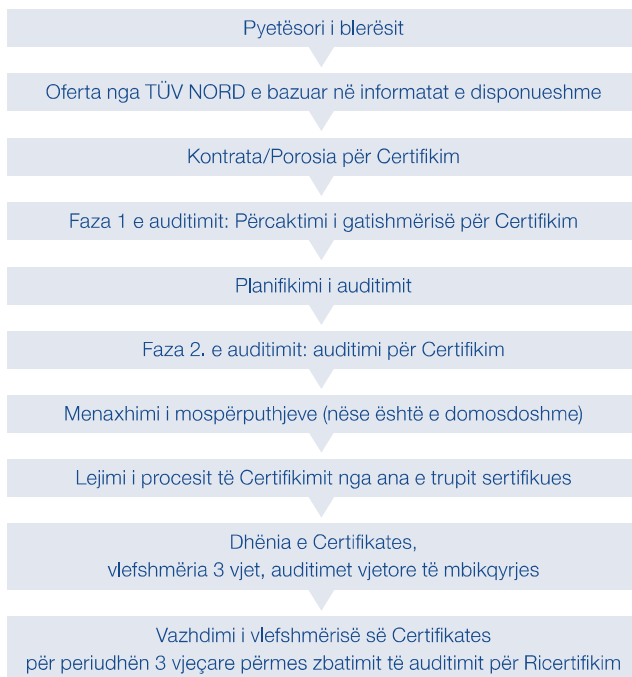 Pyetësori i blerësit
Oferta nga TÜV NORD e bazuar në informatat e disponueshme
Kontrata/Porosia për Certifikim
Faza 1 e auditimit: Përcaktimi i gatishmërisë për Certifikim
Planifikimi i auditimit
Faza 2. e auditimit: auditimi për Certifikim
Menaxhimi i mospërputhjeve (nëse është e domosdoshme)
Lejimi i procesit të Certifikimit nga ana e trupit sertifikues
Dhënia e Certifikates,
vlefshmëria 3 vjet, auditimet vjetore të mbikqyrjes
Vazhdimi i vlefshmërisë së Certifikates
për periudhën 3 vjeçare përmes zbatimit të auditimit për Ricertifikim